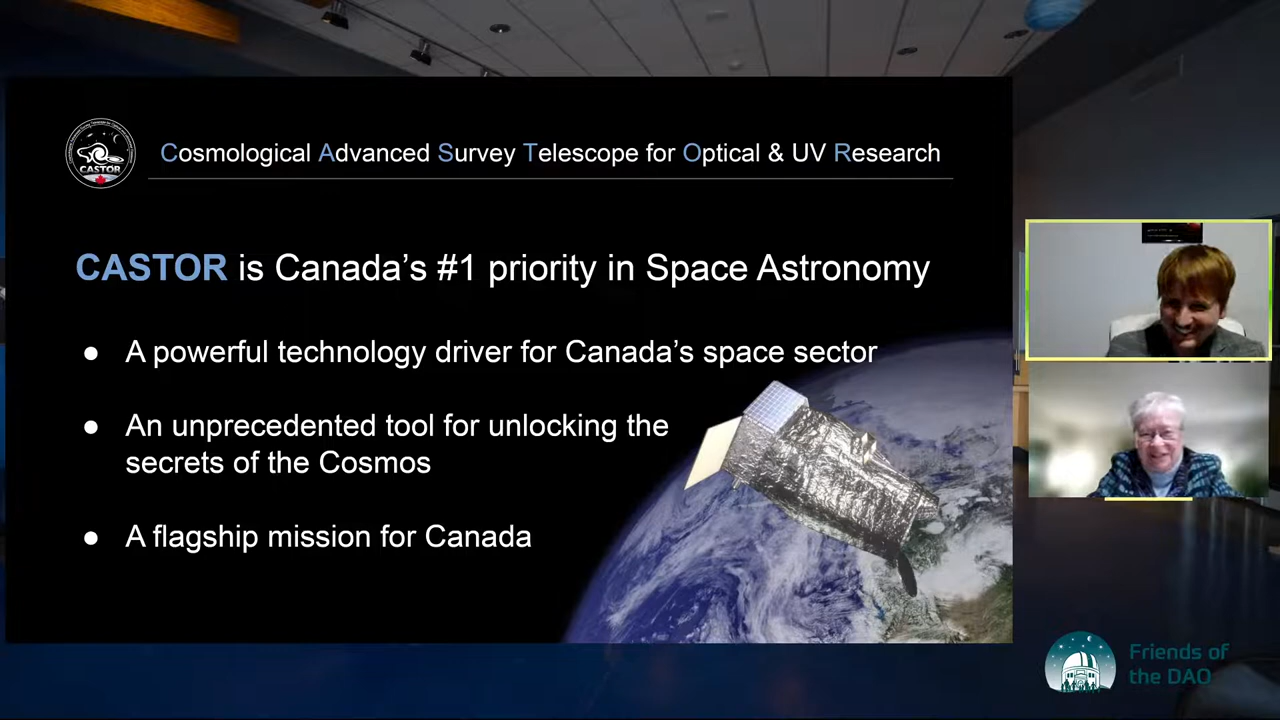 CASTOR
Cosmological Advanced Survey Telescope for Optical & UV Research
CASTOR is Canada's #1 priority in Space Astronomy
● A powerful technology driver for Canada's space sector
● An unprecedented tool for unlocking the
secrets of the Cosmos
● A flagship mission for Canada
Friends of
the DAO